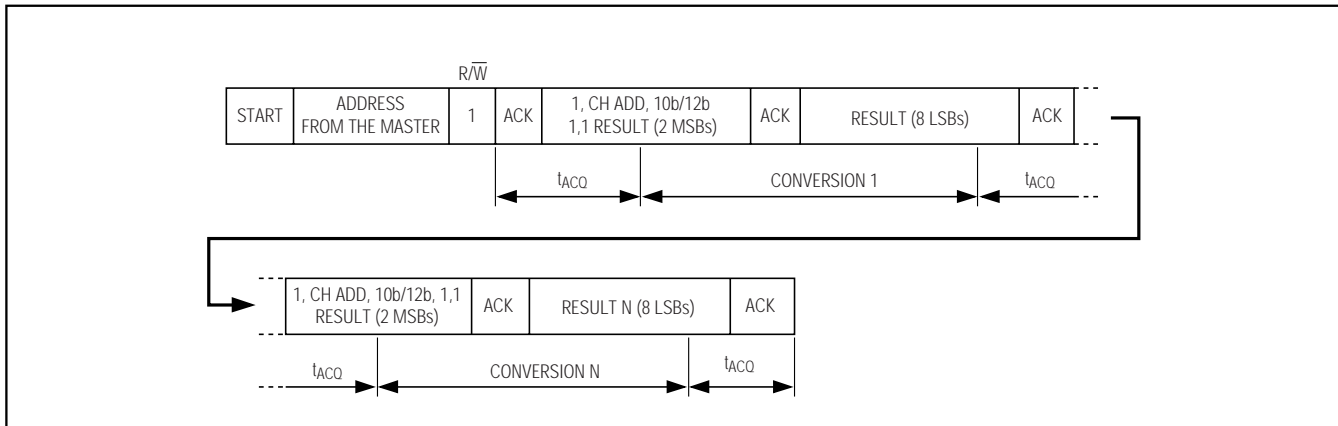 R/W̅
START
ADDRESS
FROM THE MASTER
1
ACK
1, CH ADD, 10b/12b
1,1 RESULT (2 MSBs)
ACK
RESULT (8 LSBs)
ACK
tACQ
CONVERSION 1
tACQ
1, CH ADD, 10b/12b, 1,1
RESULT (2 MSBs)
ACK
RESULT N (8 LSBs)
ACK
tACQ
CONVERSION N
tACQ